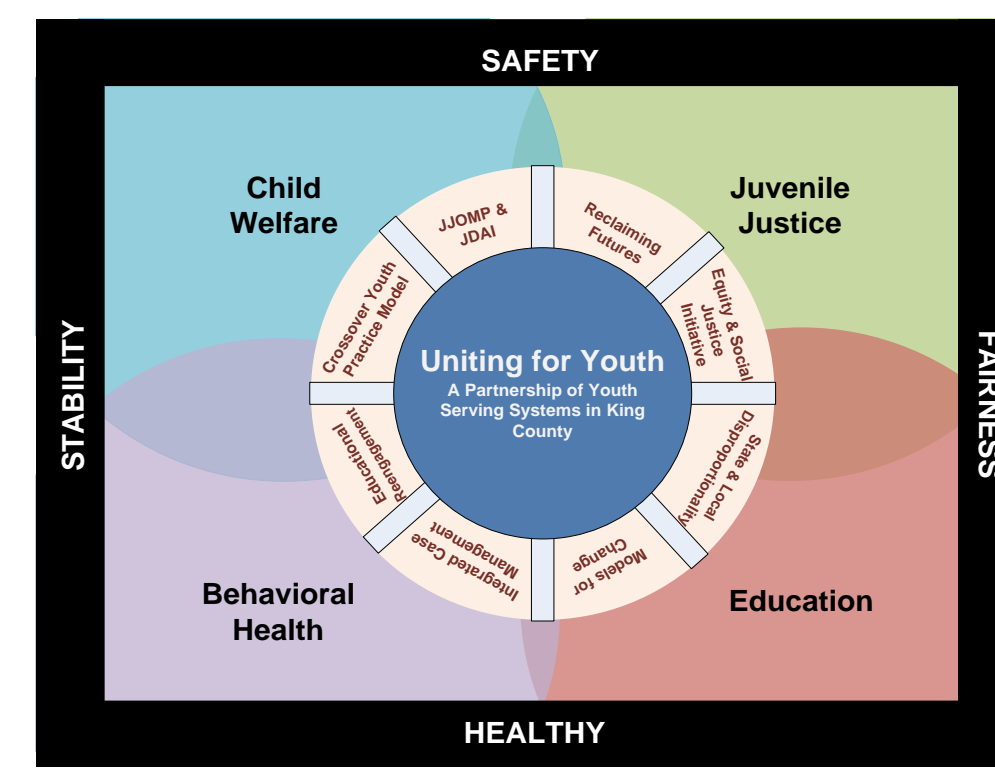 SAFETY
Child
Welfare
Juvenile
Justice
JJOMP &
JDAI
Reclaiming
Futures
Equity & Social
Justice
Initiative
State & Local
Disproportionality
Models for
Change
Integrated Case
Management
Educational
Reengagement
Crossover Youth
Practice Model
Uniting for Youth
A Partnership of Youth
Serving Systems in King
County
STABILITY
FAIRNESS
Behavioral
Health
Education
HEALTHY